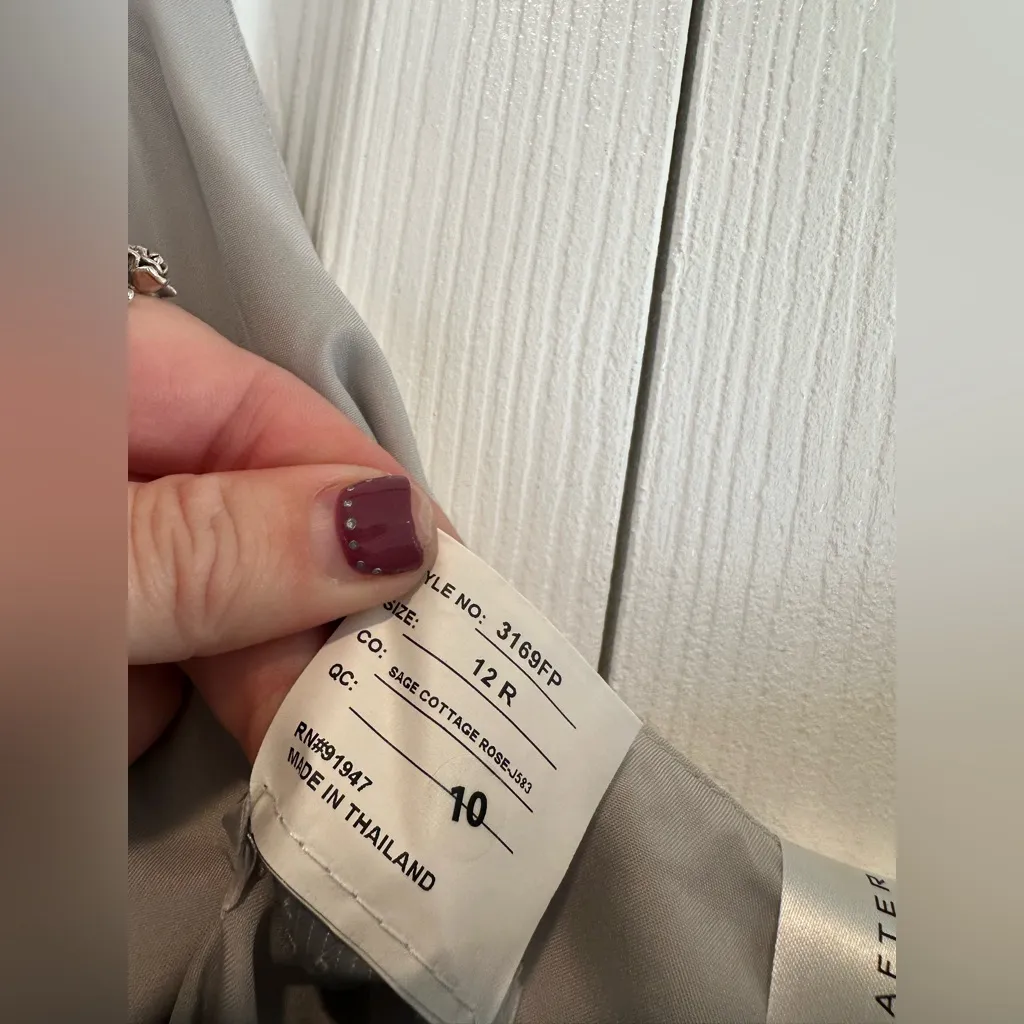 YLE NO: 3169FP
SIZE: 12 R
CO: SAGE COTTAGE ROSE-J583
QC: 10
RN#91947
MADE IN THAILAND
AFTER